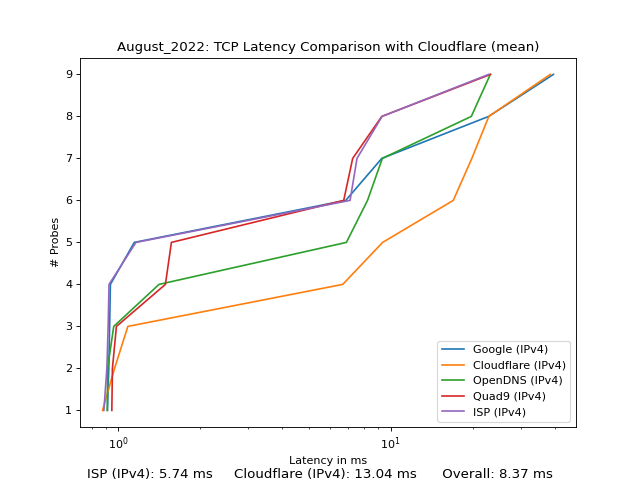 August_2022: TCP Latency Comparison with Cloudflare (mean)
9
8
7
6
5
4
3
2
1
# Probes
Google (IPv4)
Cloudflare (IPv4)
OpenDNS (IPv4)
Quad9 (IPv4)
ISP (IPv4)
10⁰ 10¹
Latency in ms
ISP (IPv4): 5.74 ms Cloudflare (IPv4): 13.04 ms Overall: 8.37 ms